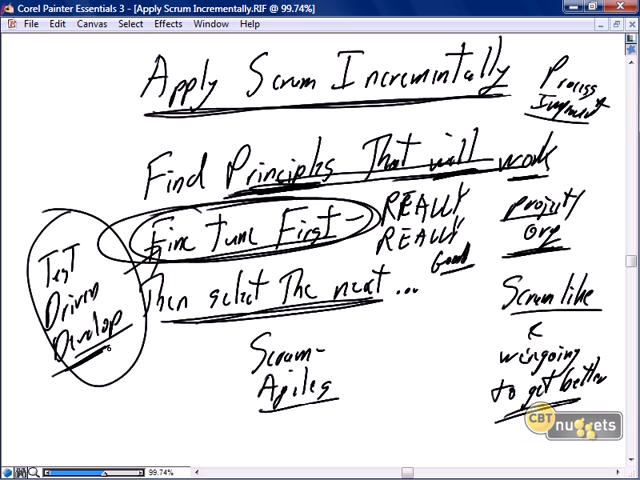 Corel Painter Essentials 3 - [Apply Scrum Incrementally.RIF @ 99.74%]
File Edit Canvas Select Effects Window Help
Apply Scrum Incrementally
Process
Find Principles That will work
Fine Tune First -
REALLY
REALLY
Good
project
org
Test
Driven
Develop
Then select The next...
Scrum like
&
to get better
Scrum-
Agiles
CBT
nuggets
99.74%